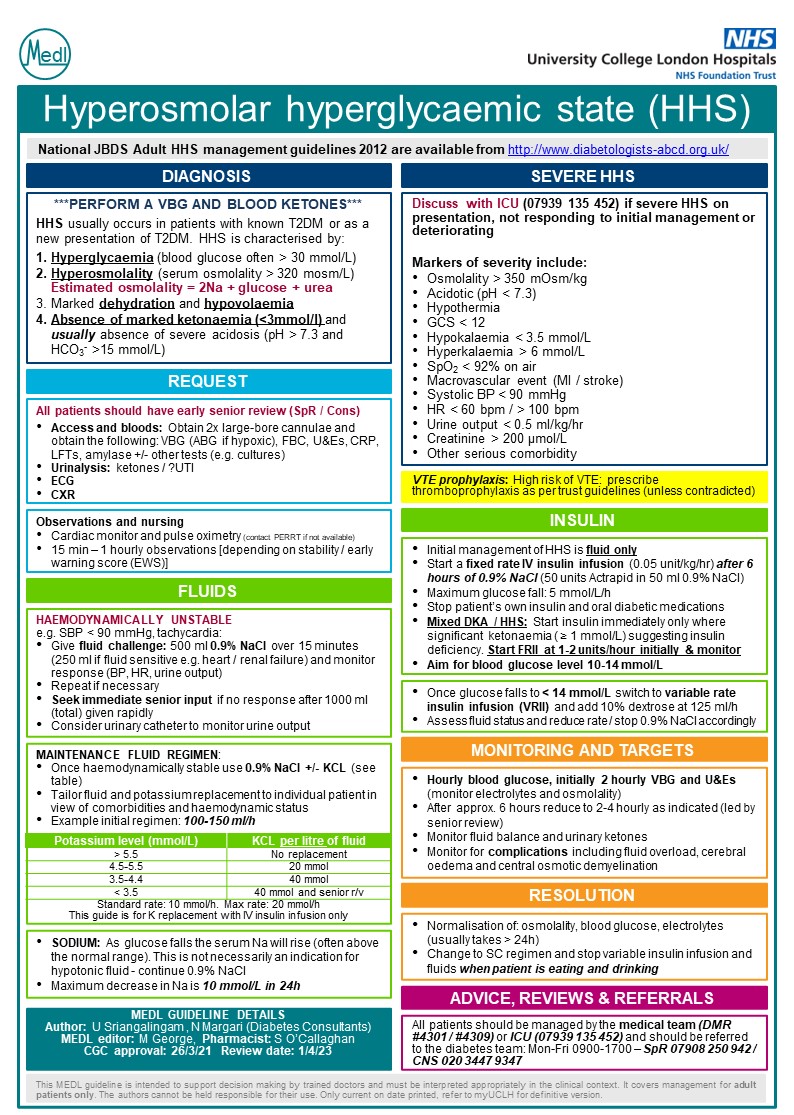 Medl
NHS
University College London Hospitals
NHS Foundation Trust
Hyperosmolar hyperglycaemic state (HHS)
National JBDS Adult HHS management guidelines 2012 are available from http://www.diabetologists-abcd.org.uk/
DIAGNOSIS
***PERFORM A VBG AND BLOOD KETONES***
HHS usually occurs in patients with known T2DM or as a
new presentation of T2DM. HHS is characterised by:
1. Hyperglycaemia (blood glucose often > 30 mmol/L)
2. Hyperosmolality (serum osmolality > 320 mosm/L)
Estimated osmolality = 2Na + glucose + urea
3. Marked dehydration and hypovolaemia
4. Absence of marked ketonaemia (<3mmol/l) and
usually absence of severe acidosis (pH > 7.3 and
HCO3- >15 mmol/L)
REQUEST
All patients should have early senior review (SpR / Cons)
• Access and bloods: Obtain 2x large-bore cannulae and
obtain the following: VBG (ABG if hypoxic), FBC, U&Es, CRP,
LFTs, amylase +/- other tests (e.g. cultures)
• Urinalysis: ketones / ?UTI
• ECG
• CXR
Observations and nursing
• Cardiac monitor and pulse oximetry (contact PERRT if not available)
• 15 min – 1 hourly observations [depending on stability / early
warning score (EWS)]
FLUIDS
HAEMODYNAMICALLY UNSTABLE
e.g. SBP < 90 mmHg, tachycardia:
• Give fluid challenge: 500 ml 0.9% NaCl over 15 minutes
(250 ml if fluid sensitive e.g. heart / renal failure) and monitor
response (BP, HR, urine output)
• Repeat if necessary
• Seek immediate senior input if no response after 1000 ml
(total) given rapidly
• Consider urinary catheter to monitor urine output
MAINTENANCE FLUID REGIMEN:
• Once haemodynamically stable use 0.9% NaCl +/- KCL (see
table)
• Tailor fluid and potassium replacement to individual patient in
view of comorbidities and haemodynamic status
• Example initial regimen: 100-150 ml/h
Potassium level (mmol/L) KCL per litre of fluid
> 5.5 No replacement
4.5-5.5 20 mmol
3.5-4.4 40 mmol
< 3.5 40 mmol and senior r/v
Standard rate: 10 mmol/h. Max rate: 20 mmol/h
This guide is for K replacement with IV insulin infusion only
• SODIUM: As glucose falls the serum Na will rise (often above
the normal range). This is not necessarily an indication for
hypotonic fluid - continue 0.9% NaCl
• Maximum decrease in Na is 10 mmol/L in 24h
MEDL GUIDELINE DETAILS
Author: U Sriangalingam, N Margari (Diabetes Consultants)
MEDL editor: M George, Pharmacist: S O'Callaghan
CGC approval: 26/3/21 Review date: 1/4/23
SEVERE HHS
Discuss with ICU (07939 135 452) if severe HHS on
presentation, not responding to initial management or
deteriorating
Markers of severity include:
• Osmolality > 350 mOsm/kg
• Acidotic (pH < 7.3)
• Hypothermia
• GCS < 12
• Hypokalaemia < 3.5 mmol/L
• Hyperkalaemia > 6 mmol/L
• SpO2 < 92% on air
• Macrovascular event (MI / stroke)
• Systolic BP < 90 mmHg
• HR < 60 bpm / > 100 bpm
• Urine output < 0.5 ml/kg/hr
• Creatinine > 200 µmol/L
• Other serious comorbidity
VTE prophylaxis: High risk of VTE: prescribe
thromboprophylaxis as per trust guidelines (unless contradicted)
INSULIN
• Initial management of HHS is fluid only
• Start a fixed rate IV insulin infusion (0.05 unit/kg/hr) after 6
hours of 0.9% NaCl (50 units Actrapid in 50 ml 0.9% NaCl)
• Maximum glucose fall: 5 mmol/L/h
• Stop patient's own insulin and oral diabetic medications
• Mixed DKA / HHS: Start insulin immediately only where
significant ketonaemia (≥ 1 mmol/L) suggesting insulin
deficiency. Start FRII at 1-2 units/hour initially & monitor
• Aim for blood glucose level 10-14 mmol/L
• Once glucose falls to < 14 mmol/L switch to variable rate
insulin infusion (VRII) and add 10% dextrose at 125 ml/h
• Assess fluid status and reduce rate / stop 0.9% NaCl accordingly
MONITORING AND TARGETS
• Hourly blood glucose, initially 2 hourly VBG and U&Es
(monitor electrolytes and osmolality)
• After approx. 6 hours reduce to 2-4 hourly as indicated (led by
senior review)
• Monitor fluid balance and urinary ketones
• Monitor for complications including fluid overload, cerebral
oedema and central osmotic demyelination
RESOLUTION
• Normalisation of: osmolality, blood glucose, electrolytes
(usually takes > 24h)
• Change to SC regimen and stop variable insulin infusion and
fluids when patient is eating and drinking
ADVICE, REVIEWS & REFERRALS
All patients should be managed by the medical team (DMR
#4301 / #4309) or ICU (07939 135 452) and should be referred
to the diabetes team: Mon-Fri 0900-1700 – SpR 07908 250 942 /
CNS 020 3447 9347
This MEDL guideline is intended to support decision making by trained doctors and must be interpreted appropriately in the clinical context. It covers management for adult
patients only. The authors cannot be held responsible for their use. Only current on date printed, refer to myUCLH for definitive version.